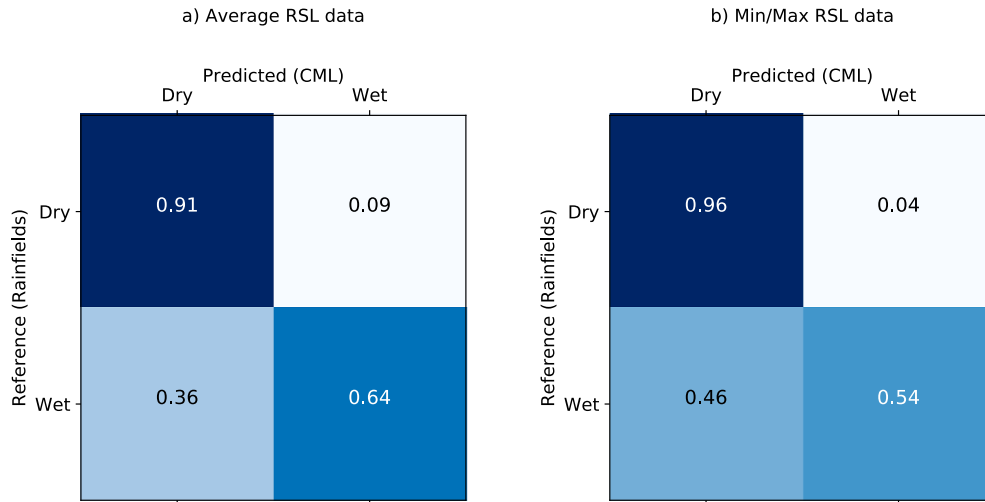 a) Average RSL data
Predicted (CML)
Dry Wet
Reference (Rainfields)
Dry
0.91 0.09
Wet
0.36 0.64
b) Min/Max RSL data
Predicted (CML)
Dry Wet
Reference (Rainfields)
Dry
0.96 0.04
Wet
0.46 0.54